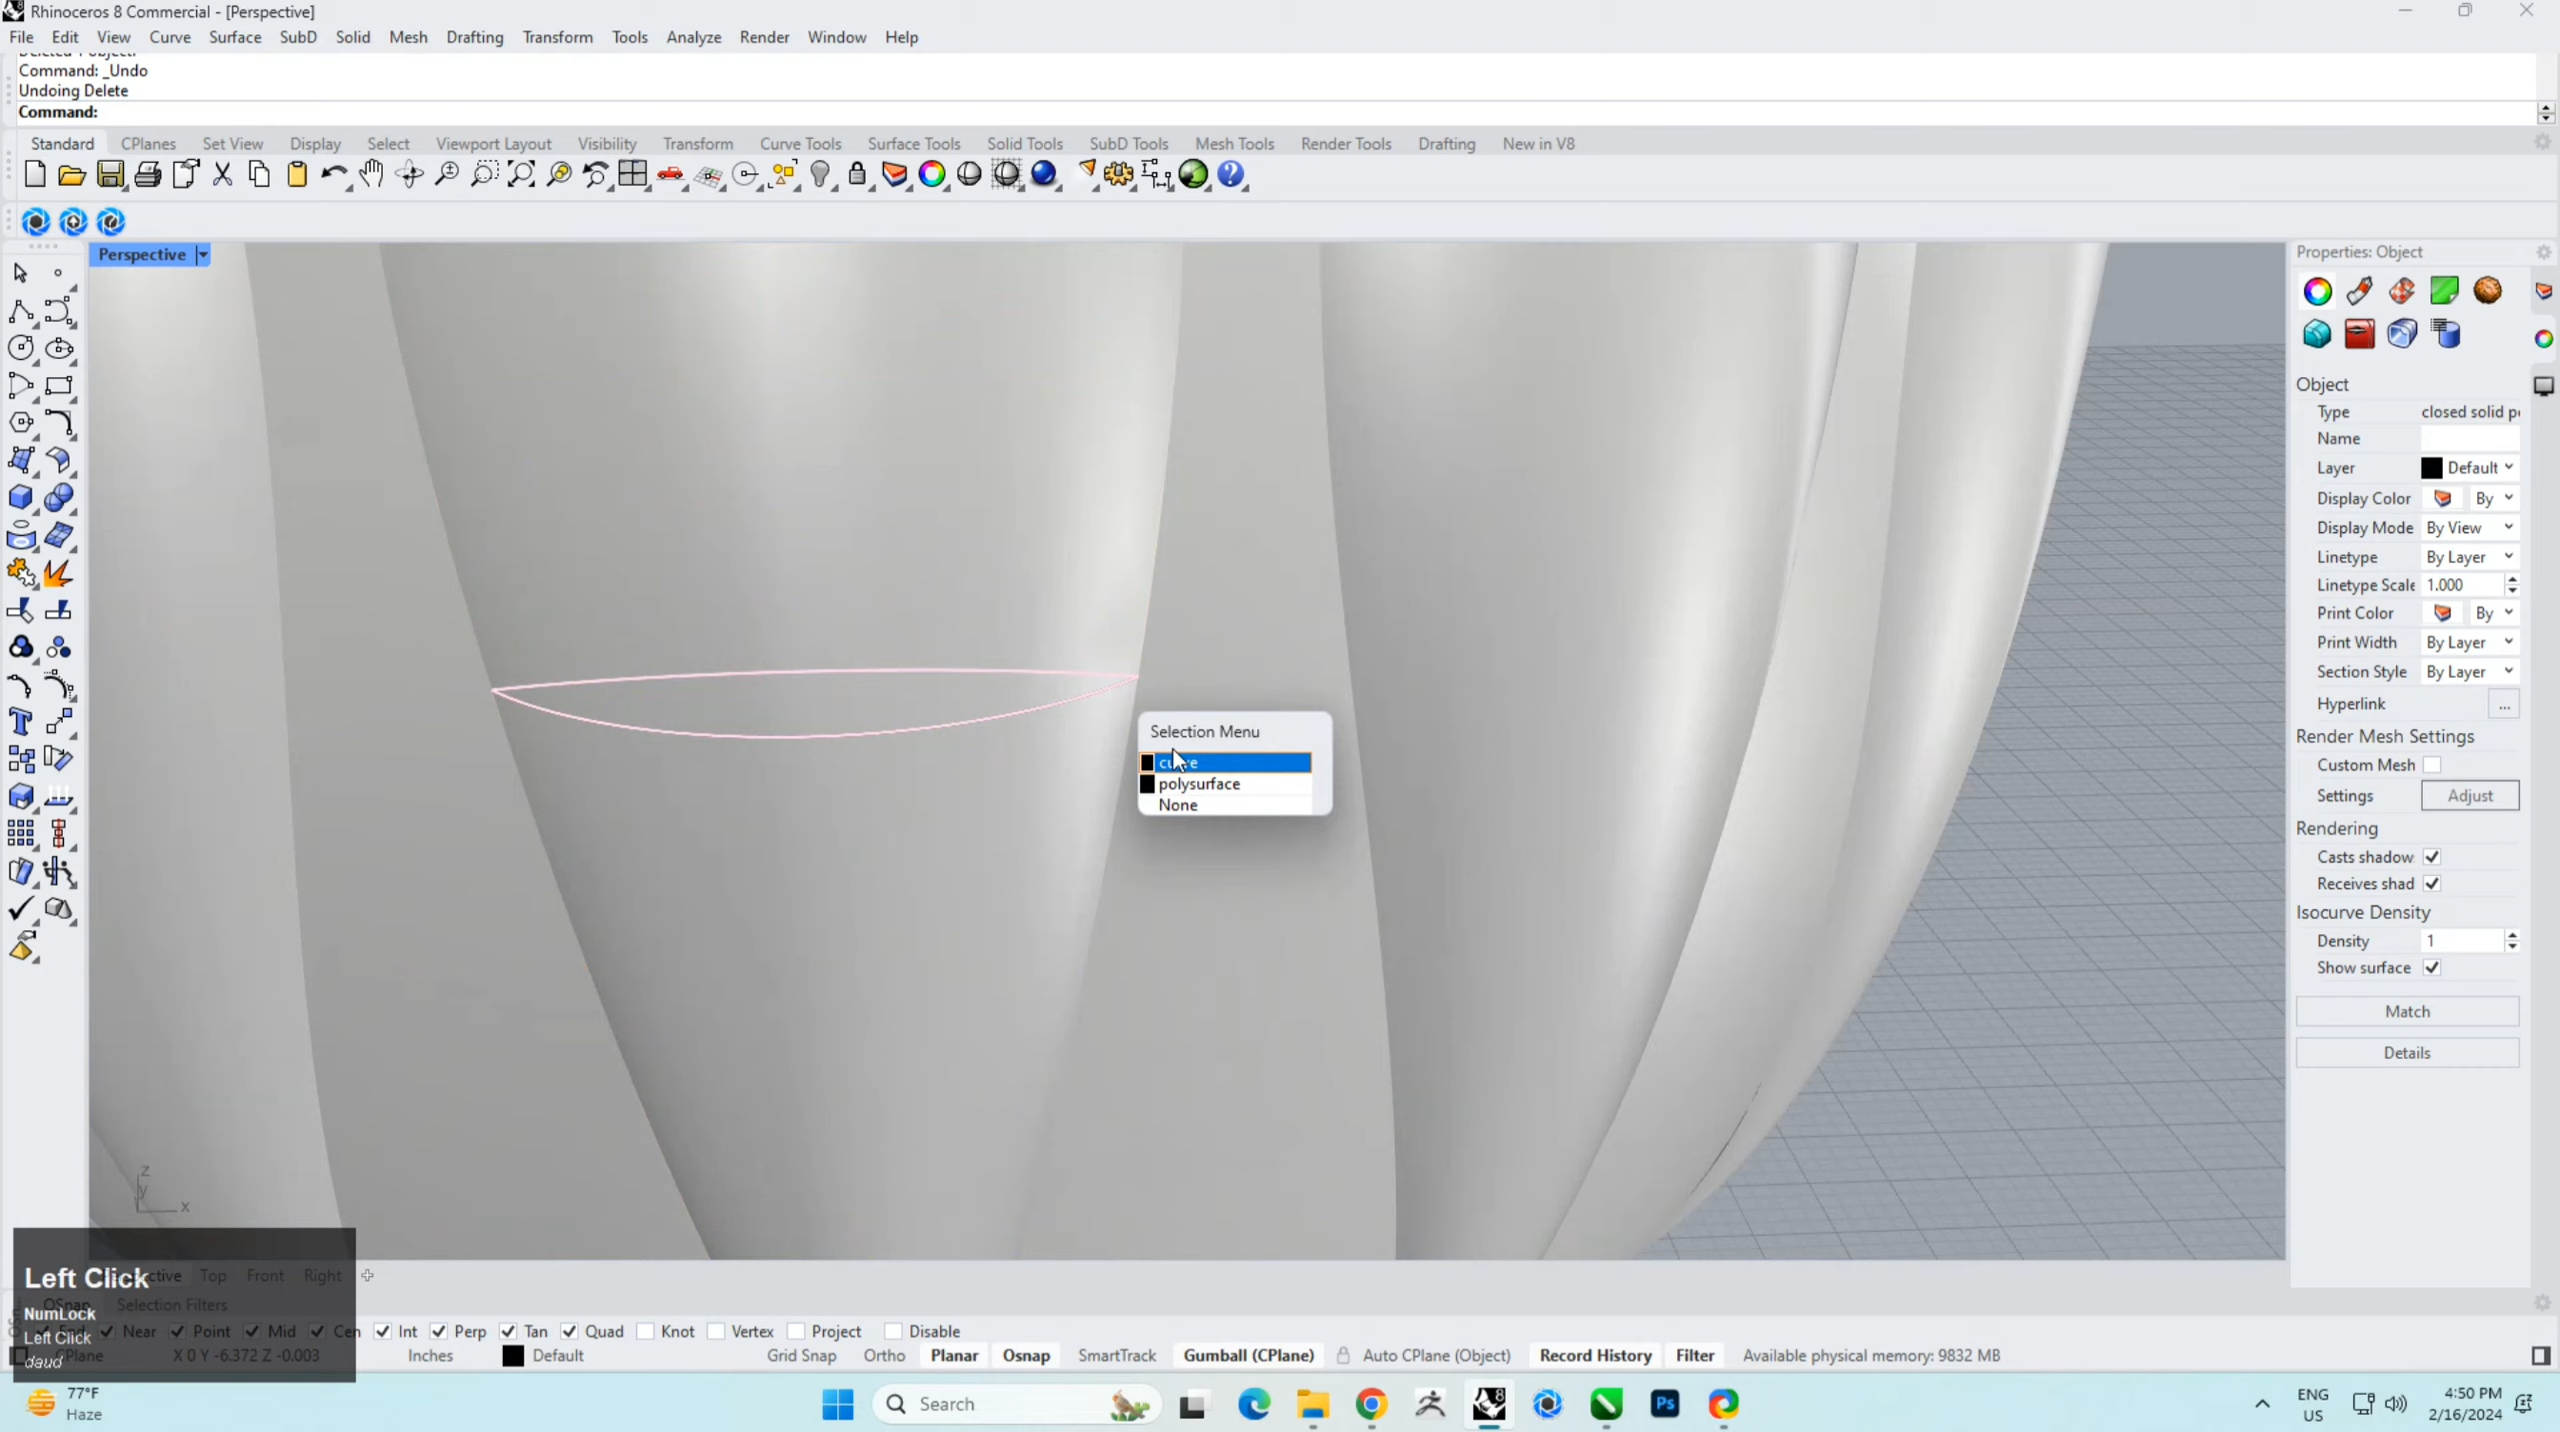 Rhinoceros 8 Commercial - [Perspective]
File Edit View Curve Surface SubD Solid Mesh Drafting Transform Tools Analyze Render Window Help
Command: _Undo
Undoing Delete
Command:
Standard CPlanes Set View Display Select Viewport Layout Visibility Transform Curve Tools Surface Tools Solid Tools SubD Tools Mesh Tools Render Tools Drafting New in V8
Perspective
Properties: Object
Object
Type closed solid p
Name
Layer Default
Display Color By
Display Mode By View
Linetype By Layer
Linetype Scale 1.000
Print Color By
Print Width By Layer
Section Style By Layer
Hyperlink ...
Render Mesh Settings
Custom Mesh
Settings Adjust
Rendering
Casts shadow
Receives shad
Isocurve Density
Density 1
Show surface
Match
Details
Selection Menu
polysurface
None
z
y
x
Left Click
NumLock
Left Click
daud
Top Front Right
Selection Filters
Near Point Mid Cen Int Perp Tan Quad Knot Vertex Project Disable
CPlane X 0 Y -6.372 Z -0.003 Inches Default Grid Snap Ortho Planar Osnap SmartTrack Gumball (CPlane) Auto CPlane (Object) Record History Filter Available physical memory: 9832 MB
77°F
Haze
Search
Ps
ENG
US
4:50 PM
2/16/2024